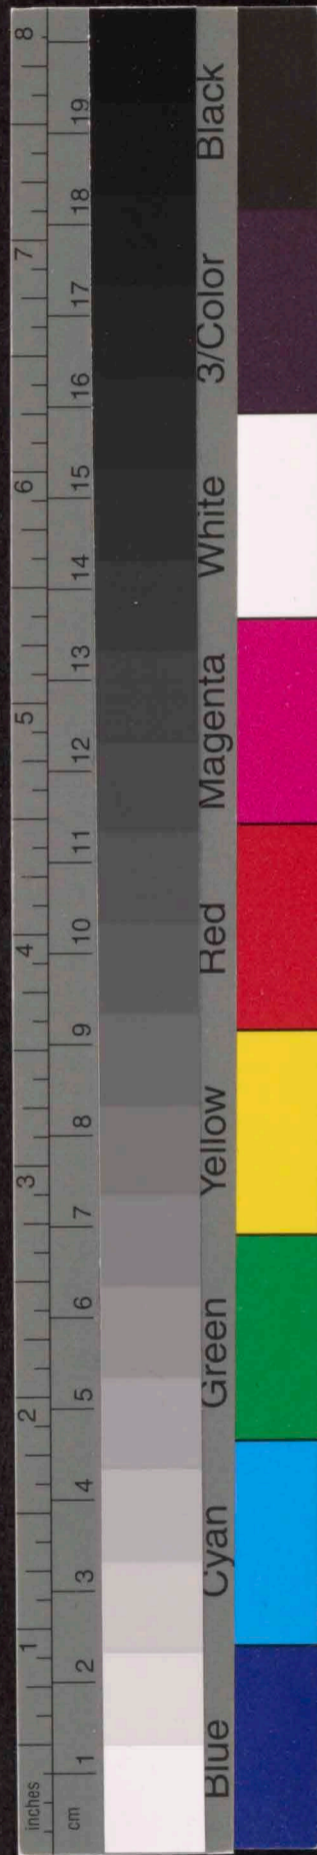 inches 1 2 3 4 5 6 7 8
cm 1 2 3 4 5 6 7 8 9 10 11 12 13 14 15 16 17 18 19
Blue Cyan Green Yellow Red Magenta White 3/Color Black